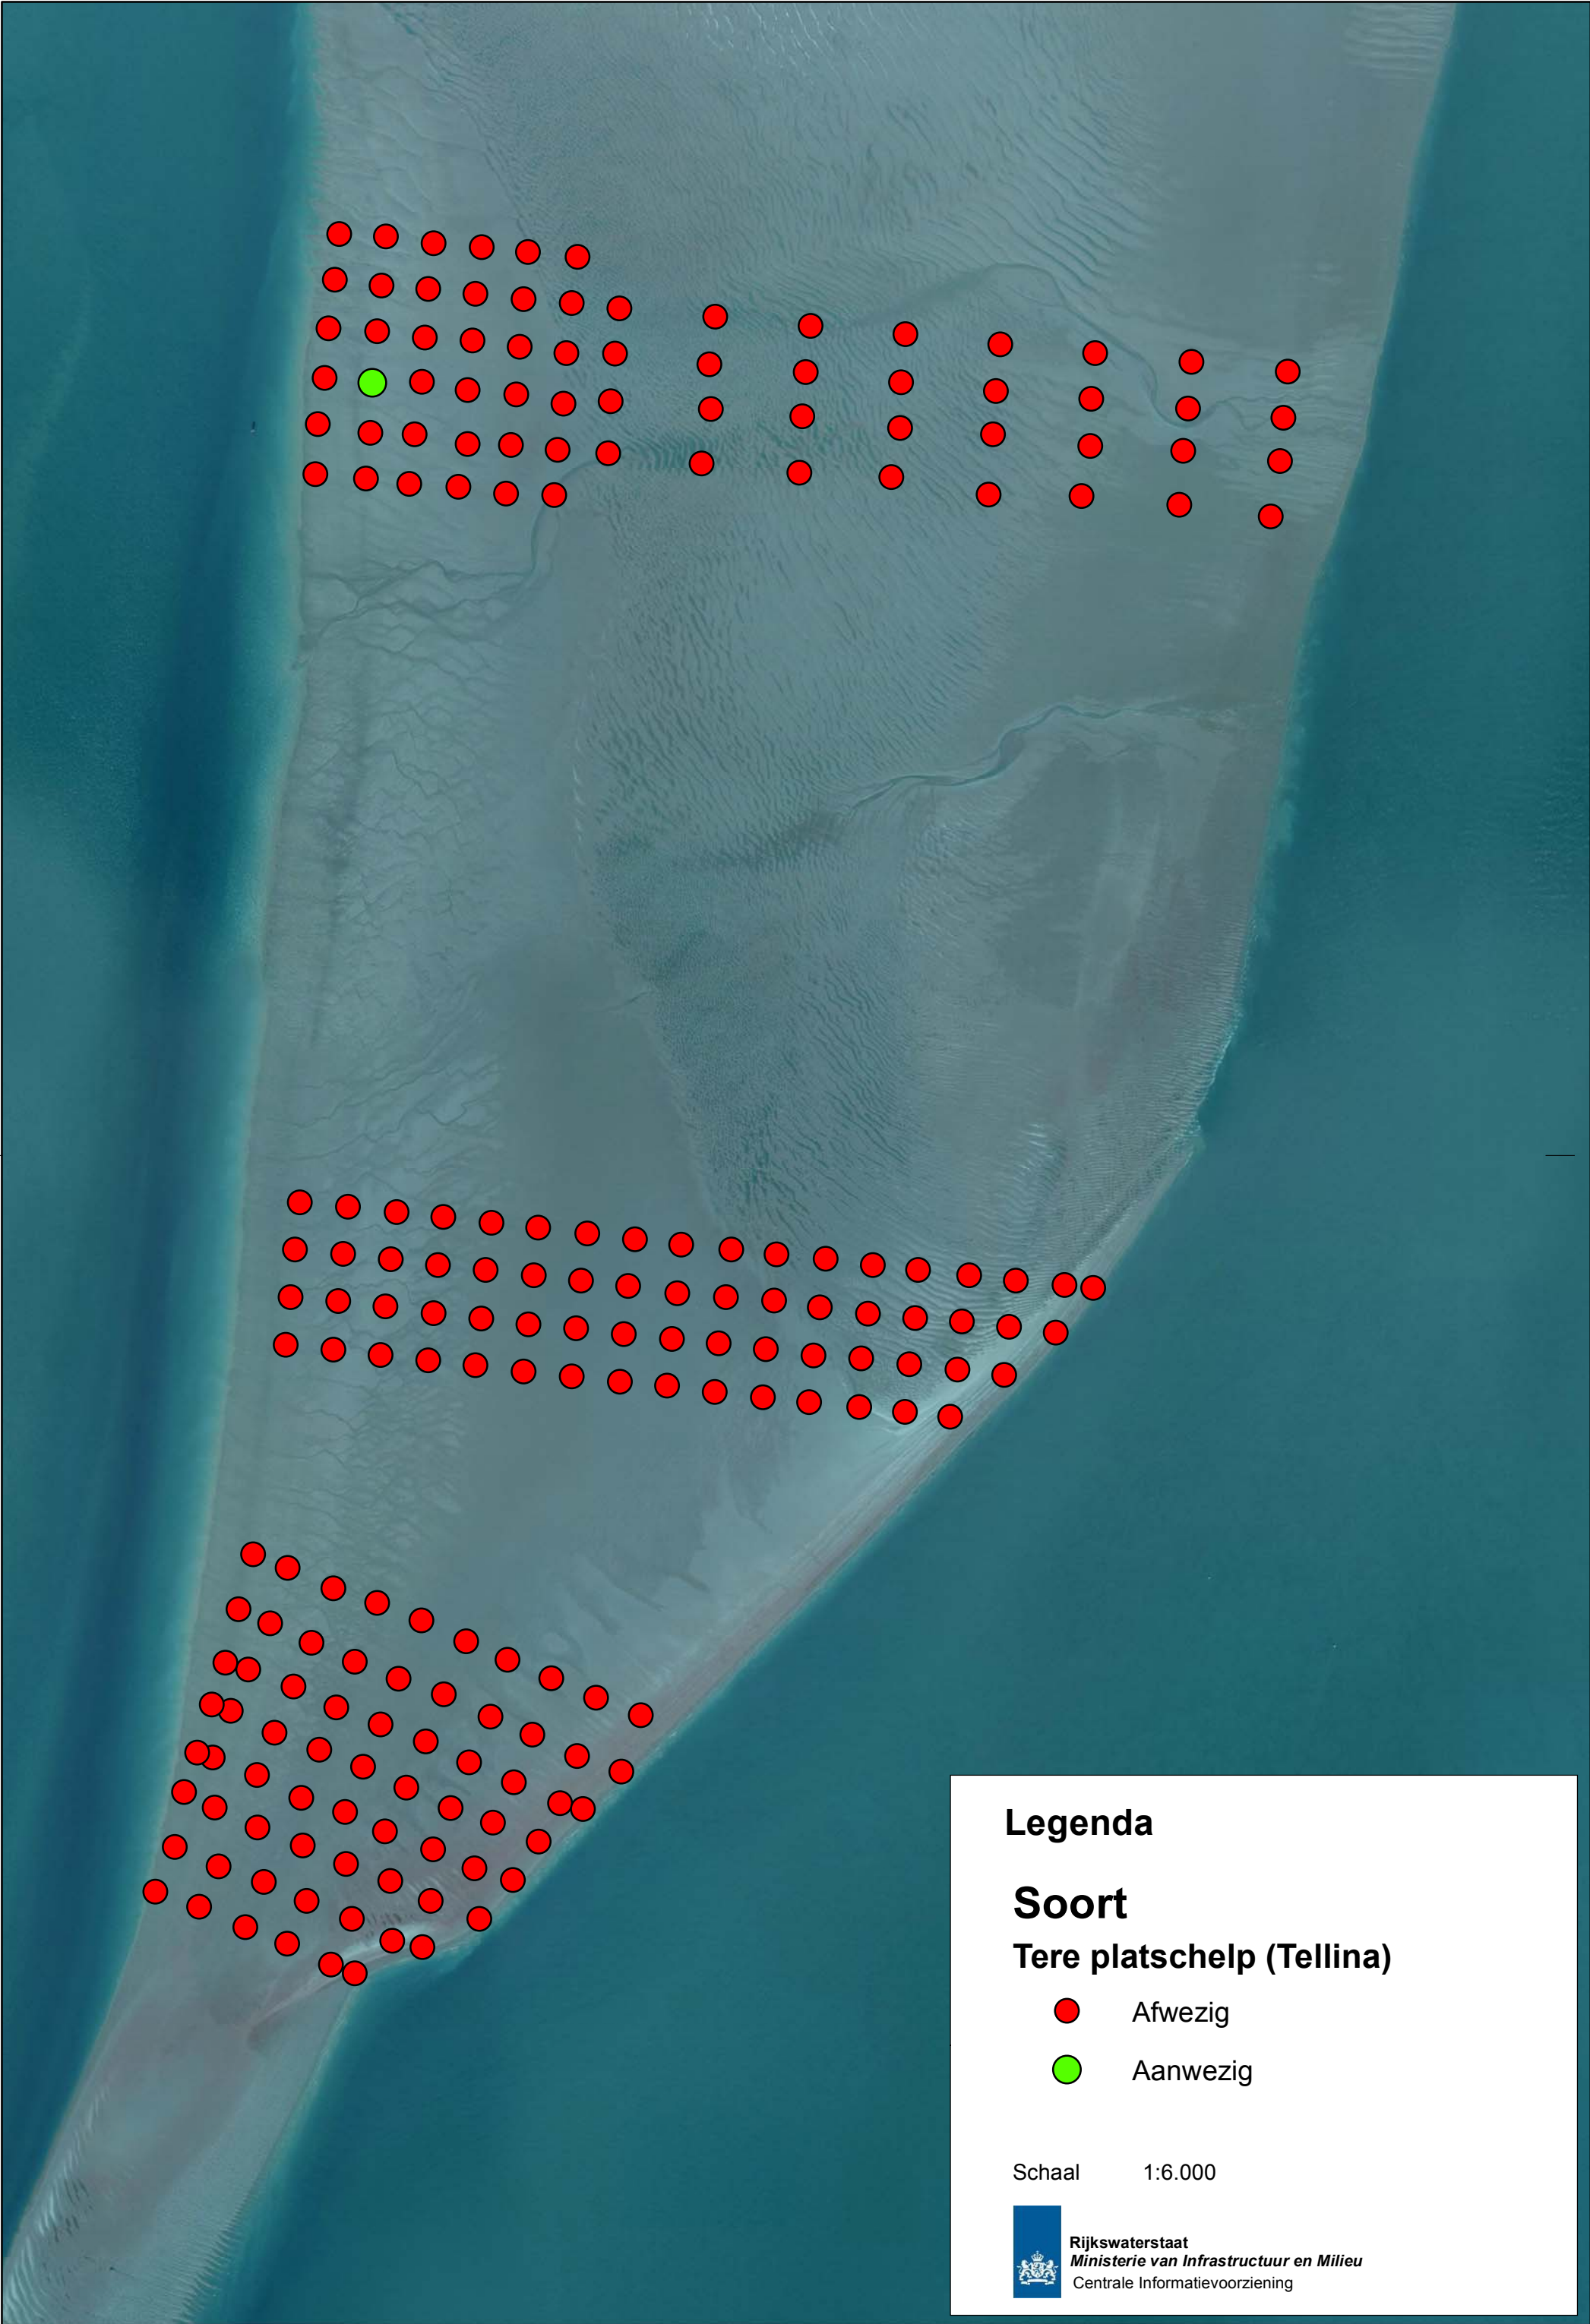 Legenda
Soort
Tere platschelp (Tellina)
Afwezig
Aanwezig
Schaal 1:6.000
Rijkswaterstaat
Ministerie van Infrastructuur en Milieu
Centrale Informatievoorziening